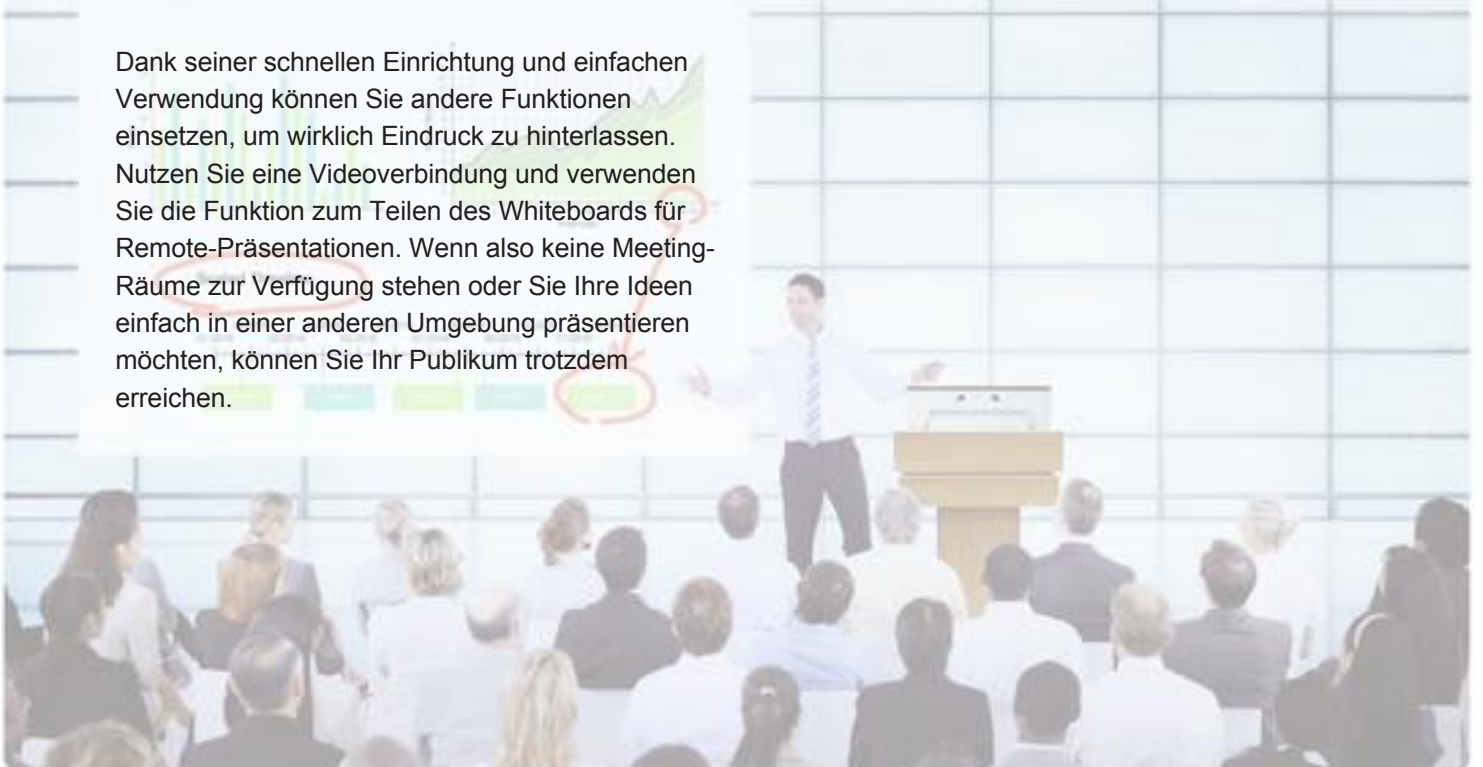 Dank seiner schnellen Einrichtung und einfachen
Verwendung können Sie andere Funktionen
einsetzen, um wirklich Eindruck zu hinterlassen.
Nutzen Sie eine Videoverbindung und verwenden
Sie die Funktion zum Teilen des Whiteboards für
Remote-Präsentationen. Wenn also keine Meeting-
Räume zur Verfügung stehen oder Sie Ihre Ideen
einfach in einer anderen Umgebung präsentieren
möchten, können Sie Ihr Publikum trotzdem
erreichen.